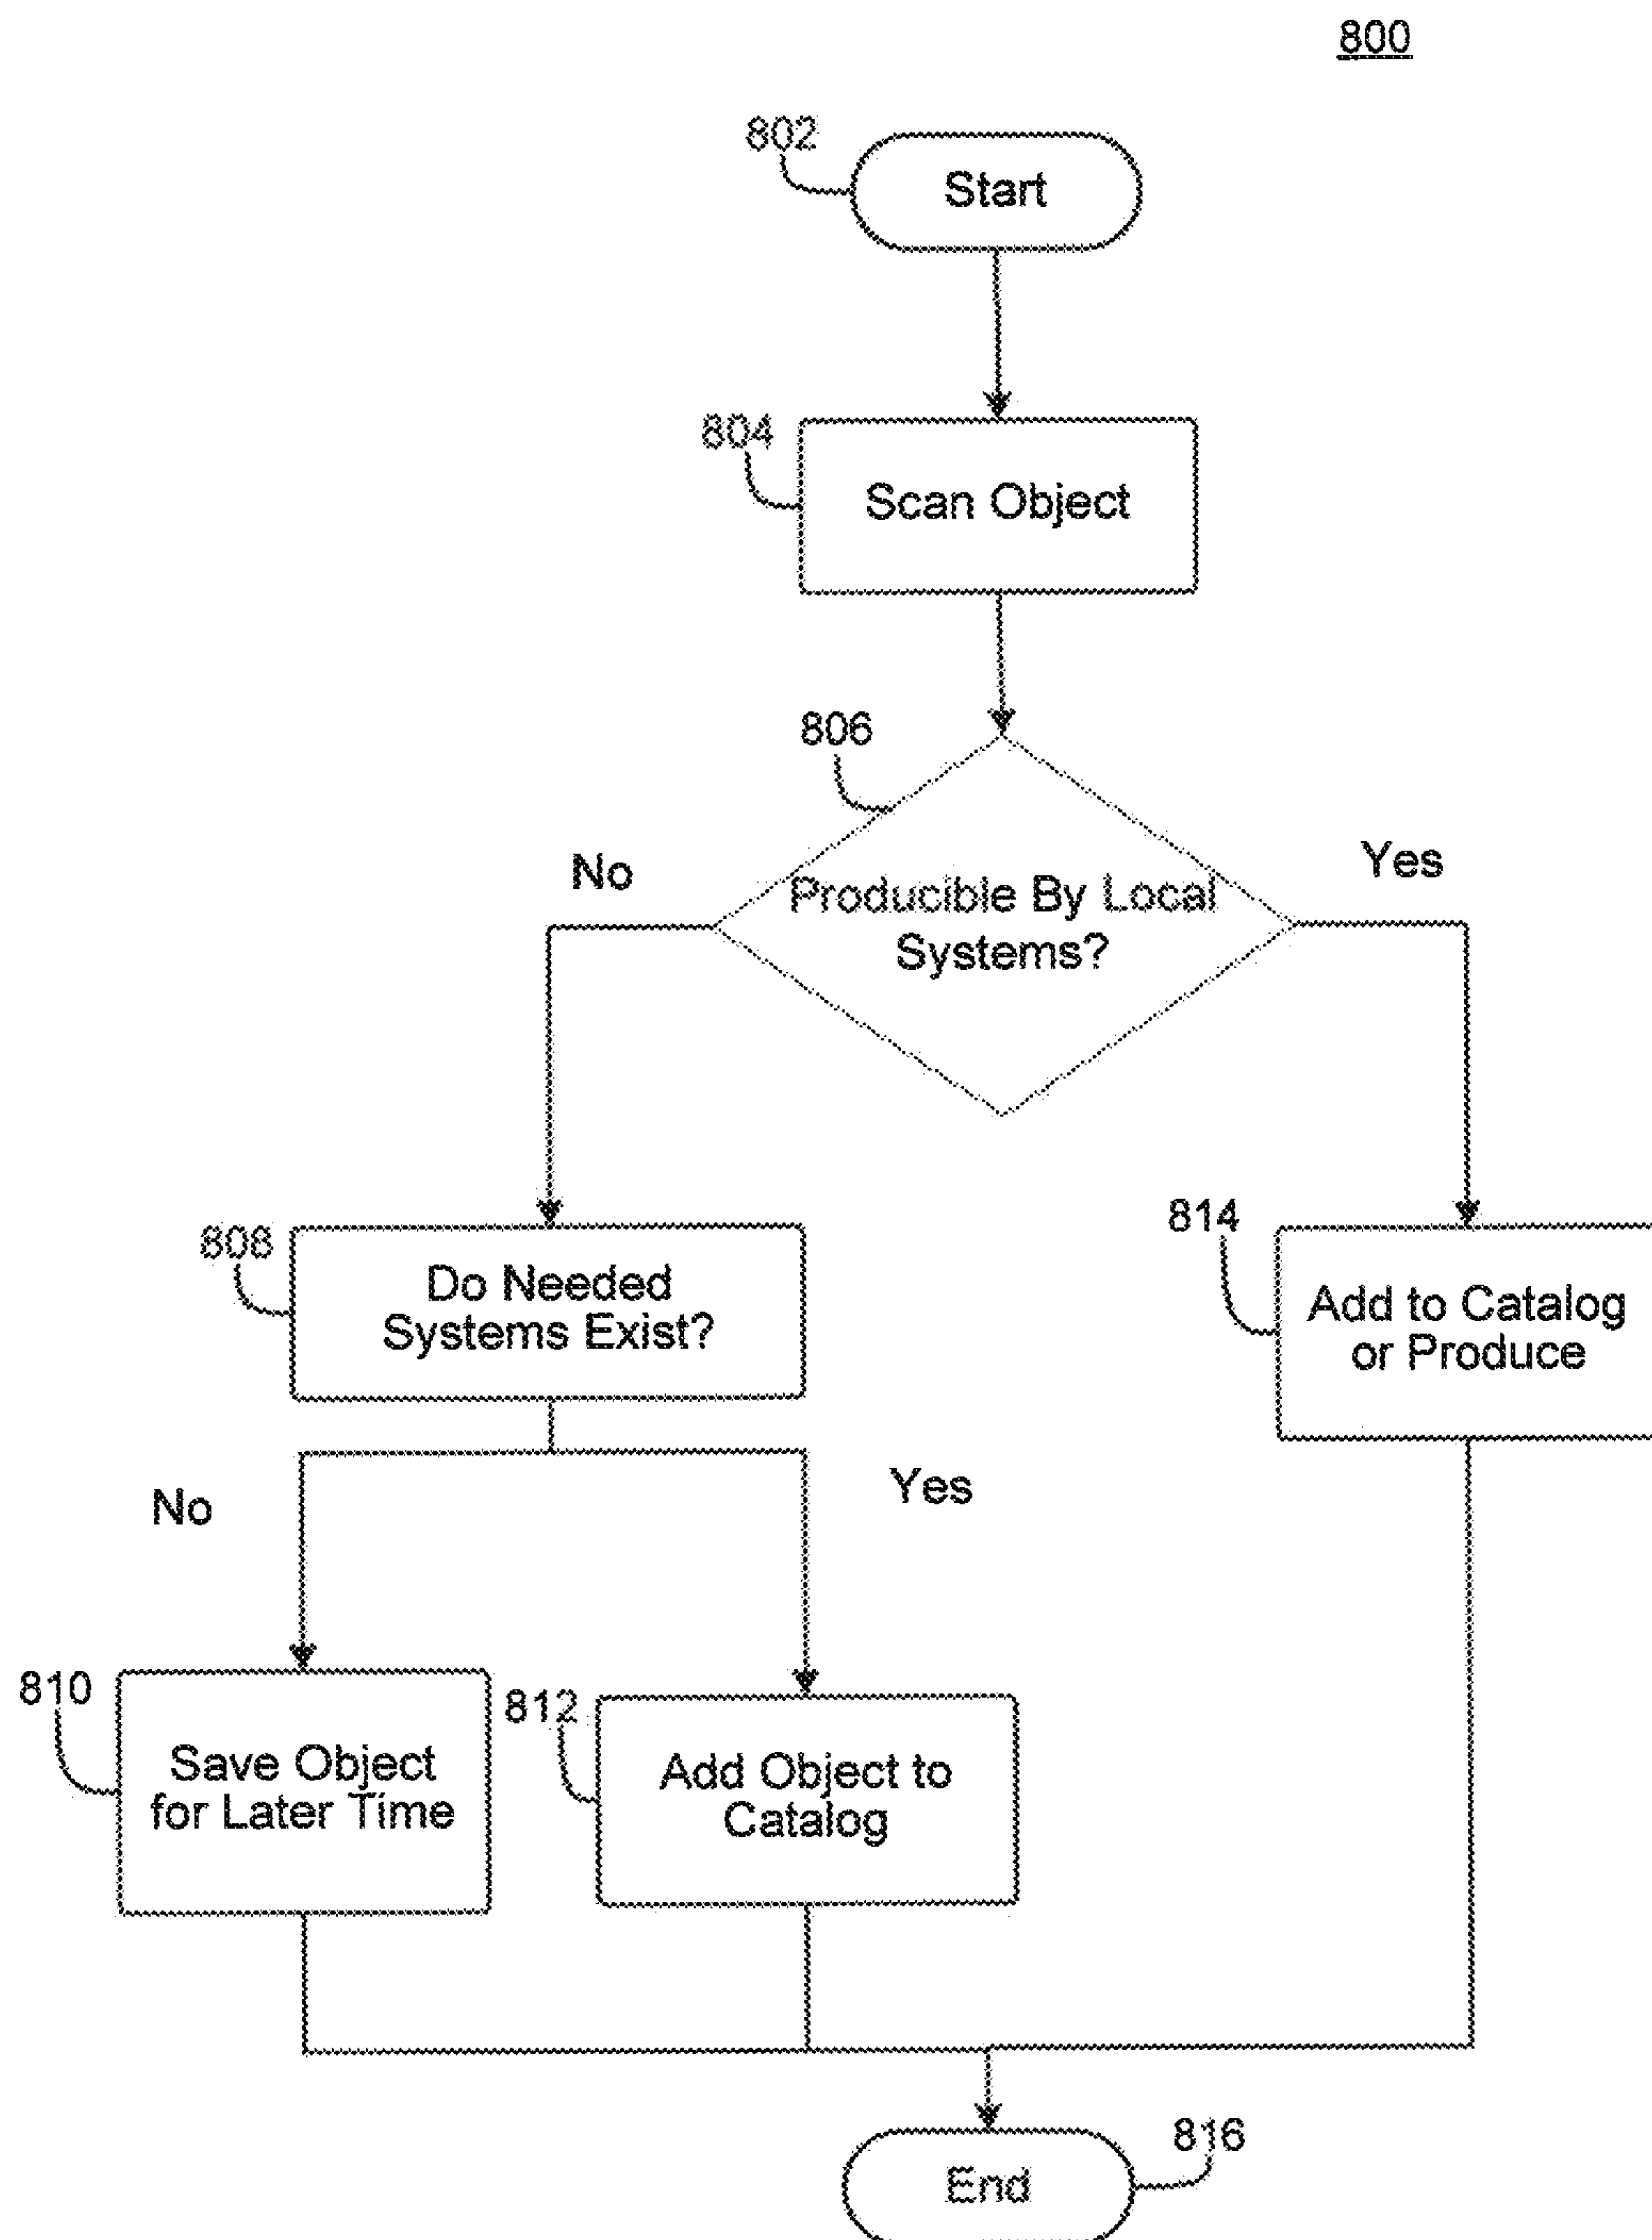 800
802
Start
804
Scan Object
806
No
Yes
Producible By Local
Systems?
808
Do Needed
Systems Exist?
814
Add to Catalog
or Produce
No
Yes
810
Save Object
for Later Time
812
Add Object to
Catalog
816
End